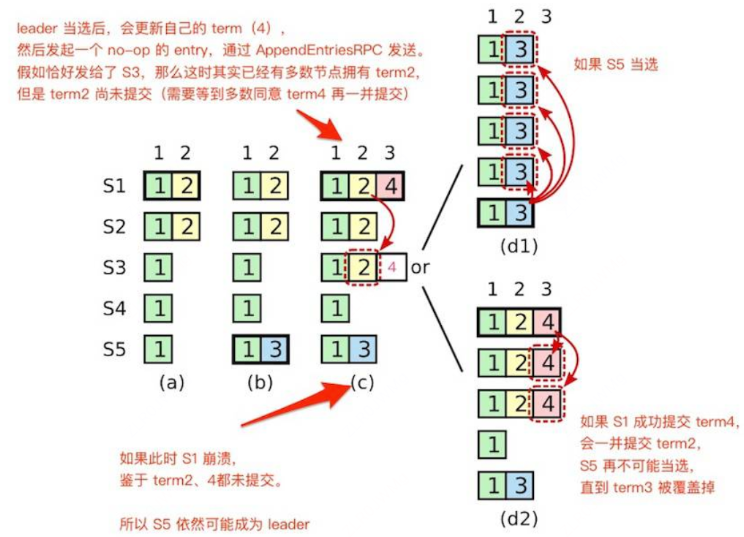 leader 当选后，会更新自己的 term（4），
然后发起一个 no-op 的 entry，通过 AppendEntriesRPC 发送。
假如恰好发给了 S3，那么这时其实已经有多数节点拥有 term2，
但是 term2 尚未提交（需要等到多数同意 term4 再一并提交）
1 2
1 2
1 2 3
S1 1 2
1 2
1 2 4
S2 1 2
1 2
1 2
S3 1
1
1 2 4
or
S4 1
1
1
S5 1
1 3
1 3
(a)
(b)
(c)
如果此时 S1 崩溃，
鉴于 term2、4都未提交。
所以 S5 依然可能成为 leader
1 2 3
1 3
1 3
1 3
1 3
1 3
(d1)
如果 S5 当选
1 2 3
1 2 4
1 2 4
1 2 4
1
1 3
(d2)
如果 S1 成功提交 term4，
会一并提交 term2，
S5 再不可能当选，
直到 term3 被覆盖掉